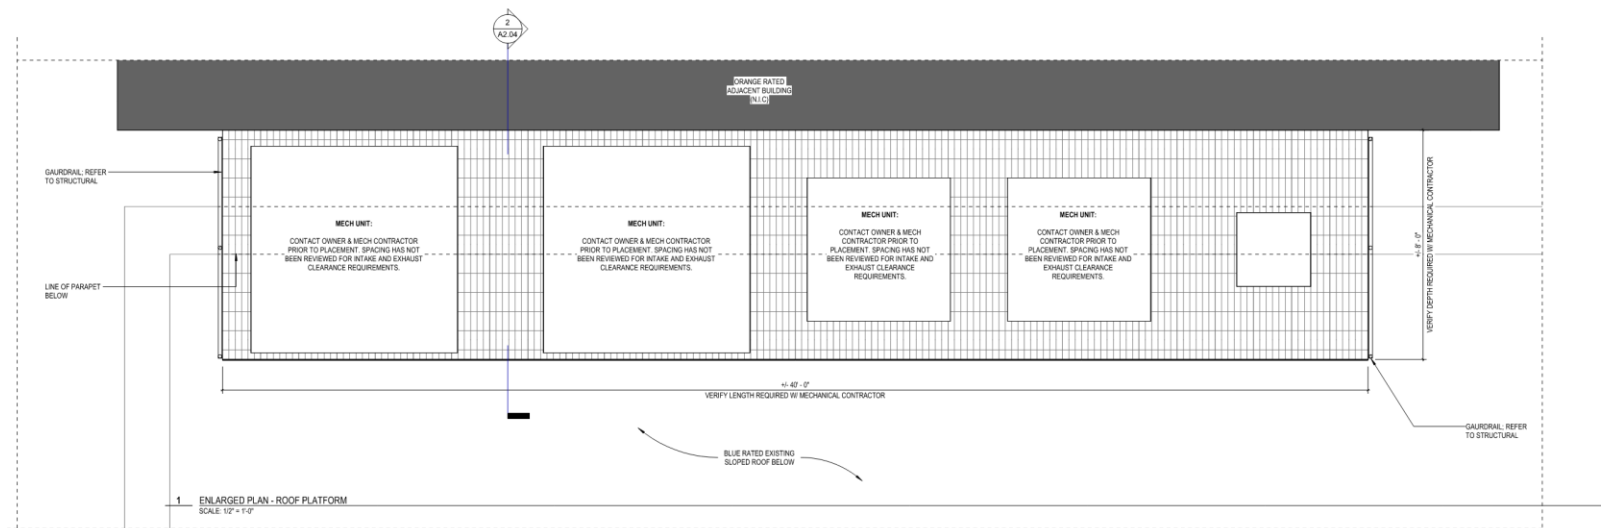 2
A2.04
ORANGE RATED
ADJACENT BUILDING
(N.I.C)
GAURDRAIL; REFER
TO STRUCTURAL
LINE OF PARAPET
BELOW
MECH UNIT:
CONTACT OWNER & MECH CONTRACTOR
PRIOR TO PLACEMENT. SPACING HAS NOT
BEEN REVIEWED FOR INTAKE AND EXHAUST
CLEARANCE REQUIREMENTS.
MECH UNIT:
CONTACT OWNER & MECH CONTRACTOR
PRIOR TO PLACEMENT. SPACING HAS NOT
BEEN REVIEWED FOR INTAKE AND EXHAUST
CLEARANCE REQUIREMENTS.
MECH UNIT:
CONTACT OWNER & MECH
CONTRACTOR PRIOR TO
PLACEMENT. SPACING HAS NOT
BEEN REVIEWED FOR INTAKE AND
EXHAUST CLEARANCE
REQUIREMENTS.
MECH UNIT:
CONTACT OWNER & MECH
CONTRACTOR PRIOR TO
PLACEMENT. SPACING HAS NOT
BEEN REVIEWED FOR INTAKE AND
EXHAUST CLEARANCE
REQUIREMENTS.
+/- 8' - 0"
VERIFY DEPTH REQUIRED W/ MECHANICAL CONTRACTOR
+/- 40' - 0"
VERIFY LENGTH REQUIRED W/ MECHANICAL CONTRACTOR
GAURDRAIL; REFER
TO STRUCTURAL
BLUE RATED EXISTING
SLOPED ROOF BELOW
1 ENLARGED PLAN - ROOF PLATFORM
SCALE: 1/2" = 1'-0"